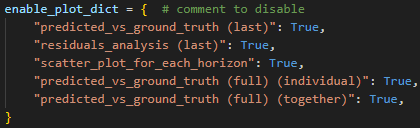 enable_plot_dict = {  # comment to disable
    "predicted_vs_ground_truth (last)": True,
    "residuals_analysis (last)": True,
    "scatter_plot_for_each_horizon": True,
    "predicted_vs_ground_truth (full) (individual)": True,
    "predicted_vs_ground_truth (full) (together)": True,
}